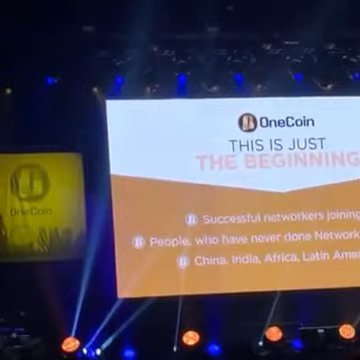 OneCoin
THIS IS JUST
THE BEGINNING
OneCoin
Successful networkers joining
People, who have never done Network
China, India, Africa, Latin Amer